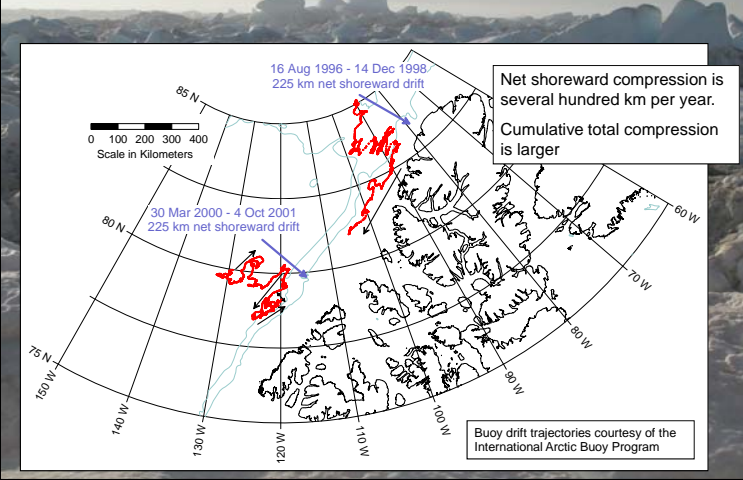 16 Aug 1996 - 14 Dec 1998
225 km net shoreward drift
Net shoreward compression is
several hundred km per year.
Cumulative total compression
is larger
85 N
0 100 200 300 400
Scale in Kilometers
30 Mar 2000 - 4 Oct 2001
225 km net shoreward drift
80 N
60 W
70 W
80 W
75 N
150 W
140 W
130 W
120 W
110 W
100 W
90 W
Buoy drift trajectories courtesy of the
International Arctic Buoy Program